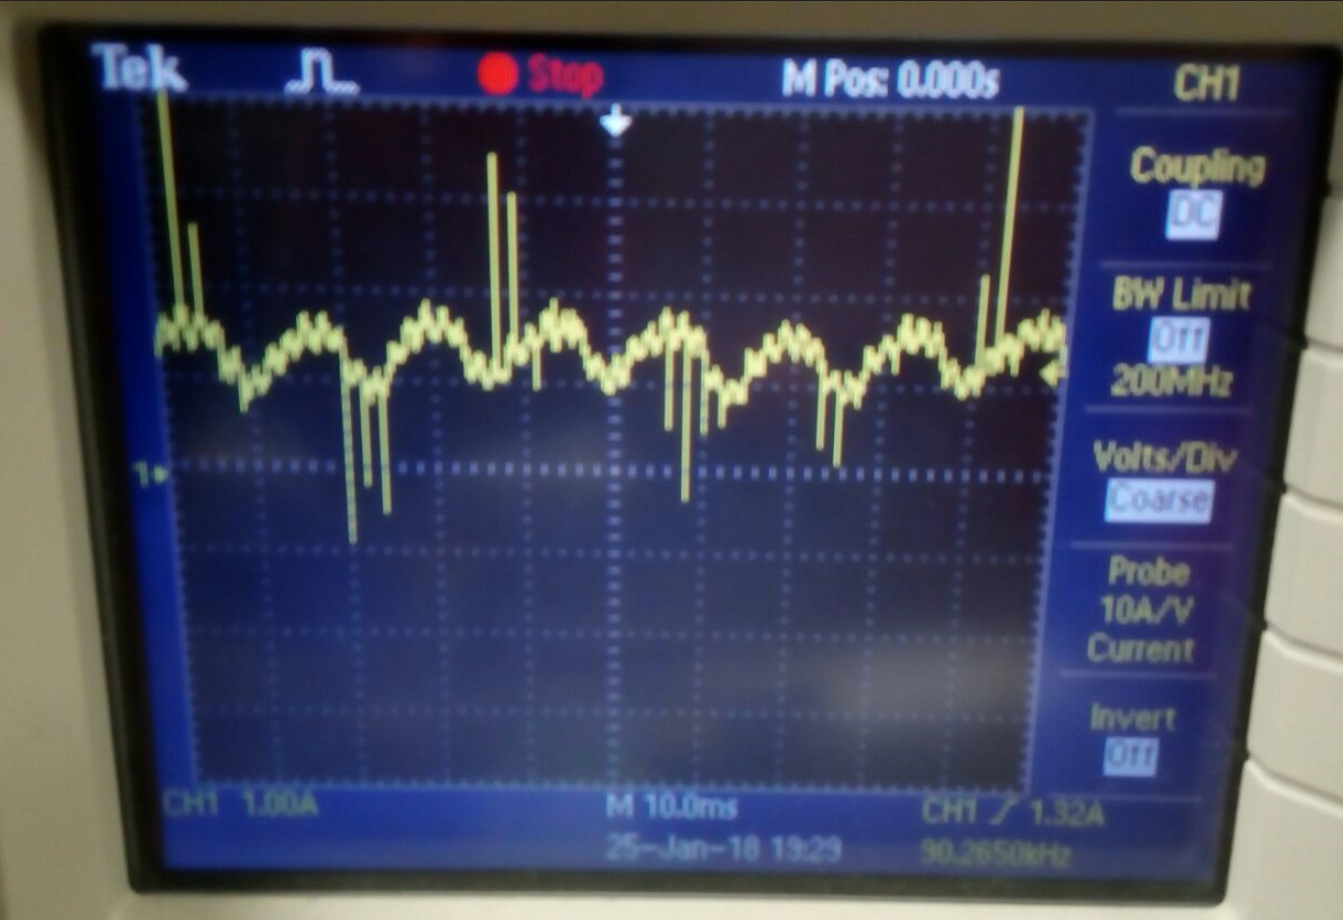 Tek Stop M Pos: 0.000s CH1
Coupling
DC
BW Limit
Off
200MHz
Volts/Div
Coarse
1
Probe
10A/V
Current
Invert
Off
CH1 1.00A M 10.0ms CH1 1.32A
25-Jan-18 19:29 90.2650kHz